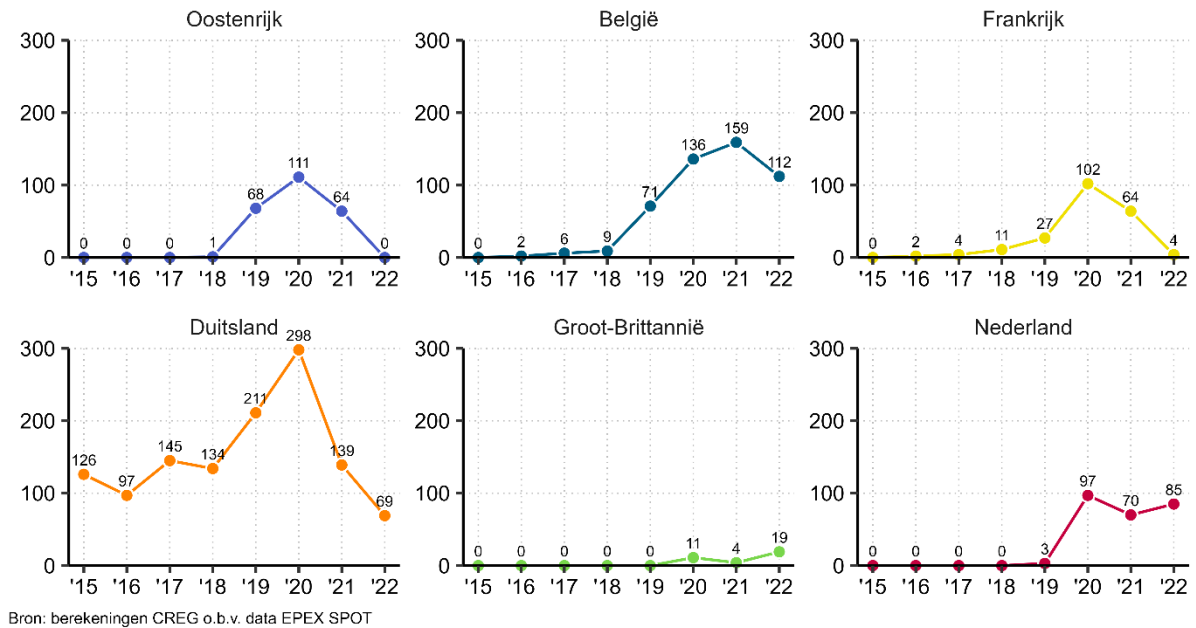 Oostenrijk
300
200
100
0
0 0 0 1 68 111 64 0
'15 '16 '17 '18 '19 '20 '21 '22
België
300
200
100
0
0 2 6 9 71 136 159 112
'15 '16 '17 '18 '19 '20 '21 '22
Frankrijk
300
200
100
0
0 2 4 11 27 102 64 4
'15 '16 '17 '18 '19 '20 '21 '22
Duitsland
300
200
100
0
126 97 145 134 211 298 139 69
'15 '16 '17 '18 '19 '20 '21 '22
Groot-Brittannië
300
200
100
0
0 0 0 0 0 11 4 19
'15 '16 '17 '18 '19 '20 '21 '22
Nederland
300
200
100
0
0 0 0 0 3 97 70 85
'15 '16 '17 '18 '19 '20 '21 '22
Bron: berekeningen CREG o.b.v. data EPEX SPOT